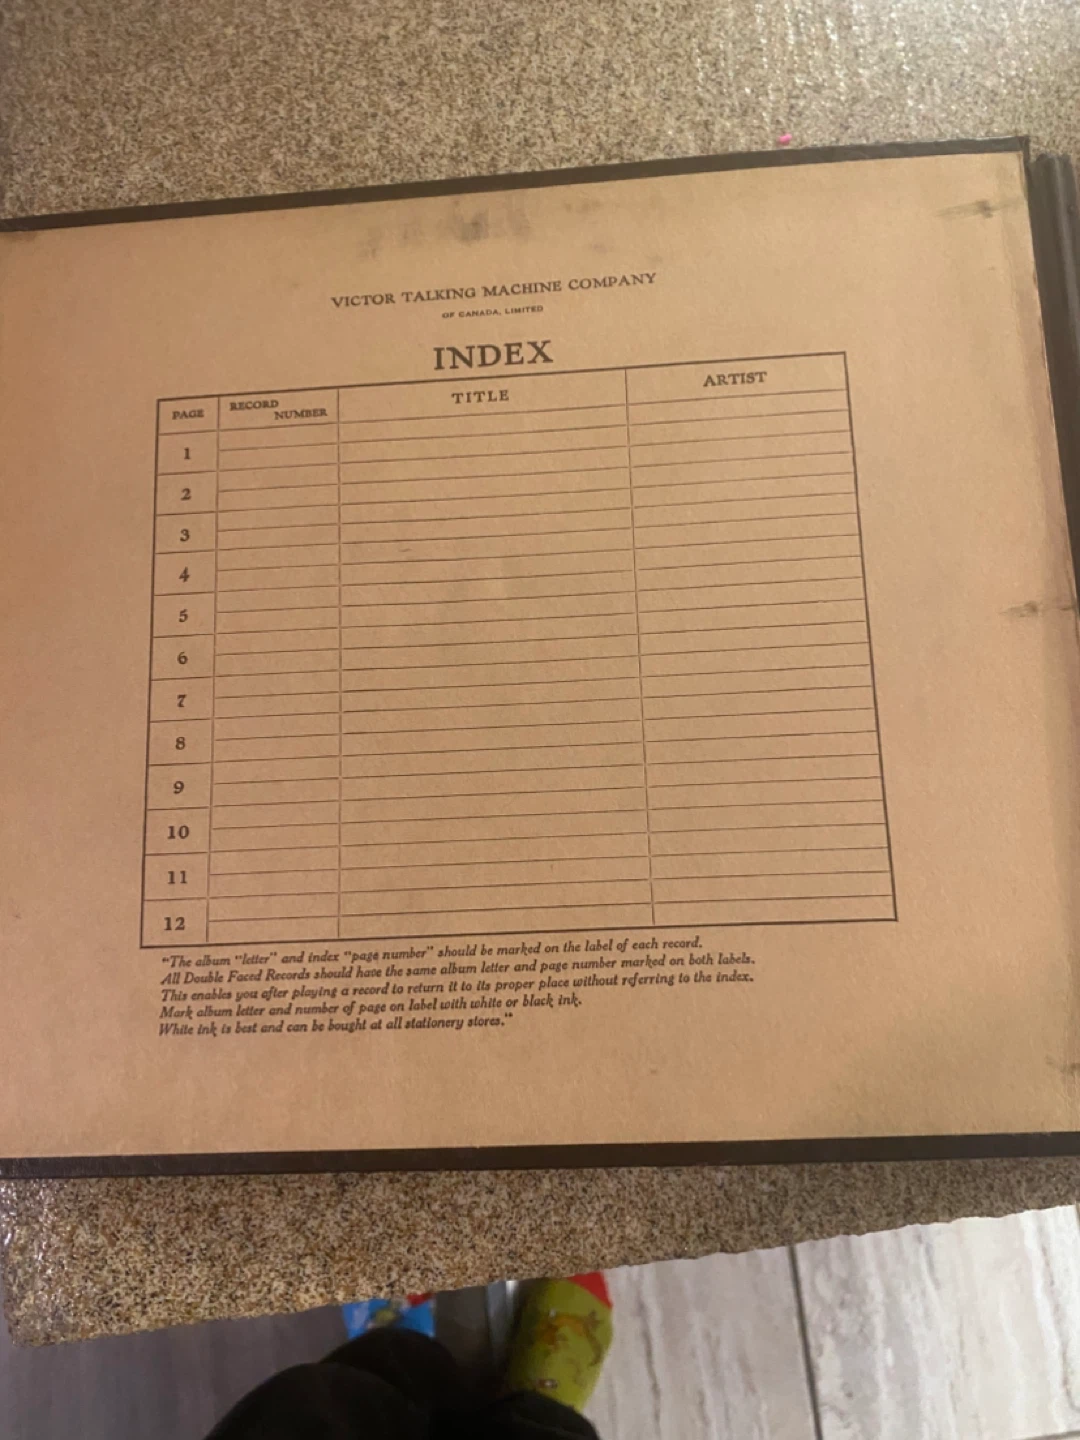 VICTOR TALKING MACHINE COMPANY
OF CANADA, LIMITED
INDEX
PAGE
RECORD
NUMBER
TITLE
ARTIST
1
2
3
4
5
6
7
8
9
10
11
12
"The album "letter" and index "page number" should be marked on the label of each record.
All Double Faced Records should have the same album letter and page number marked on both labels.
This enables you after playing a record to return it to its proper place without referring to the index.
Mark album letter and number of page on label with white or black ink.
White ink is best and can be bought at all stationery stores."